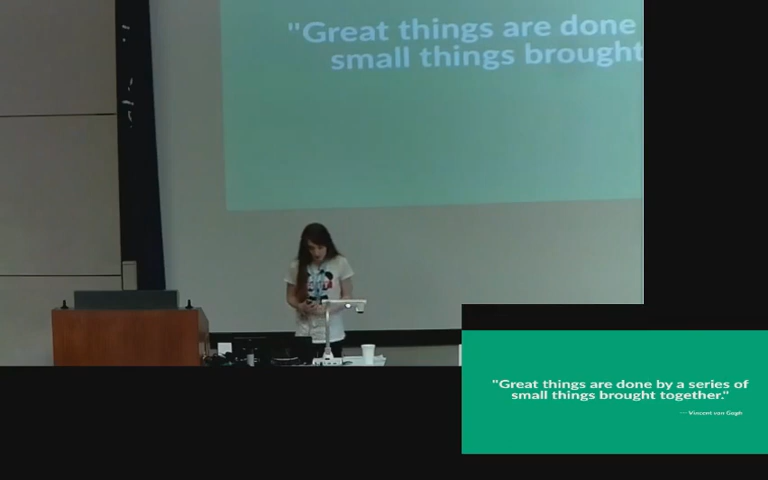 "Great things are done
small things brought
"Great things are done by a series of
small things brought together."
— Vincent van Gogh